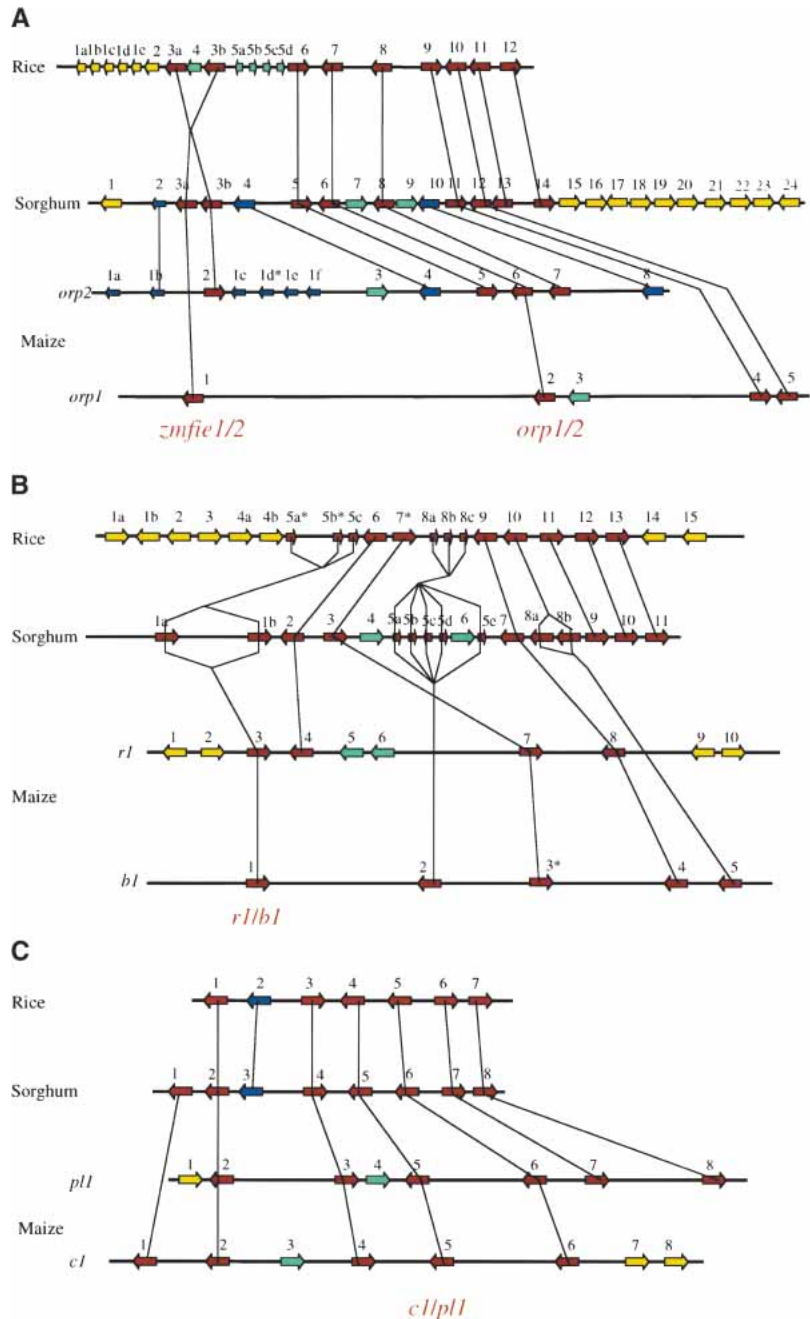 A
1a 1b 1c 1d 1e 2 3a 4 3b 5a 5b 5c 5d 6 7 8 9 10 11 12
Rice
1 2 3a 3b 4 5 6 7 8 9 10 11 12 13 14 15 16 17 18 19 20 21 22 23 24
Sorghum
1a 1b 2 1c 1d* 1e 1f 3 4 5 6 7 8
orp2
Maize
1 2 3 4 5
orp1
zmfie1/2 orp1/2
B
1a 1b 2 3 4a 4b 5a* 5b* 5c 6 7* 8a 8b 8c 9 10 11 12 13 14 15
Rice
1a 1b 2 3 4 5a 5b 5c 5d 6 5e 7 8a 8b 9 10 11
Sorghum
1 2 3 4 5 6 7 8 9 10
r1
Maize
1 2 3* 4 5
b1
r1/b1
C
1 2 3 4 5 6 7
Rice
1 2 3 4 5 6 7 8
Sorghum
1 2 3 4 5 6 7 8
pl1
Maize
1 2 3 4 5 6 7 8
c1
c1/pl1